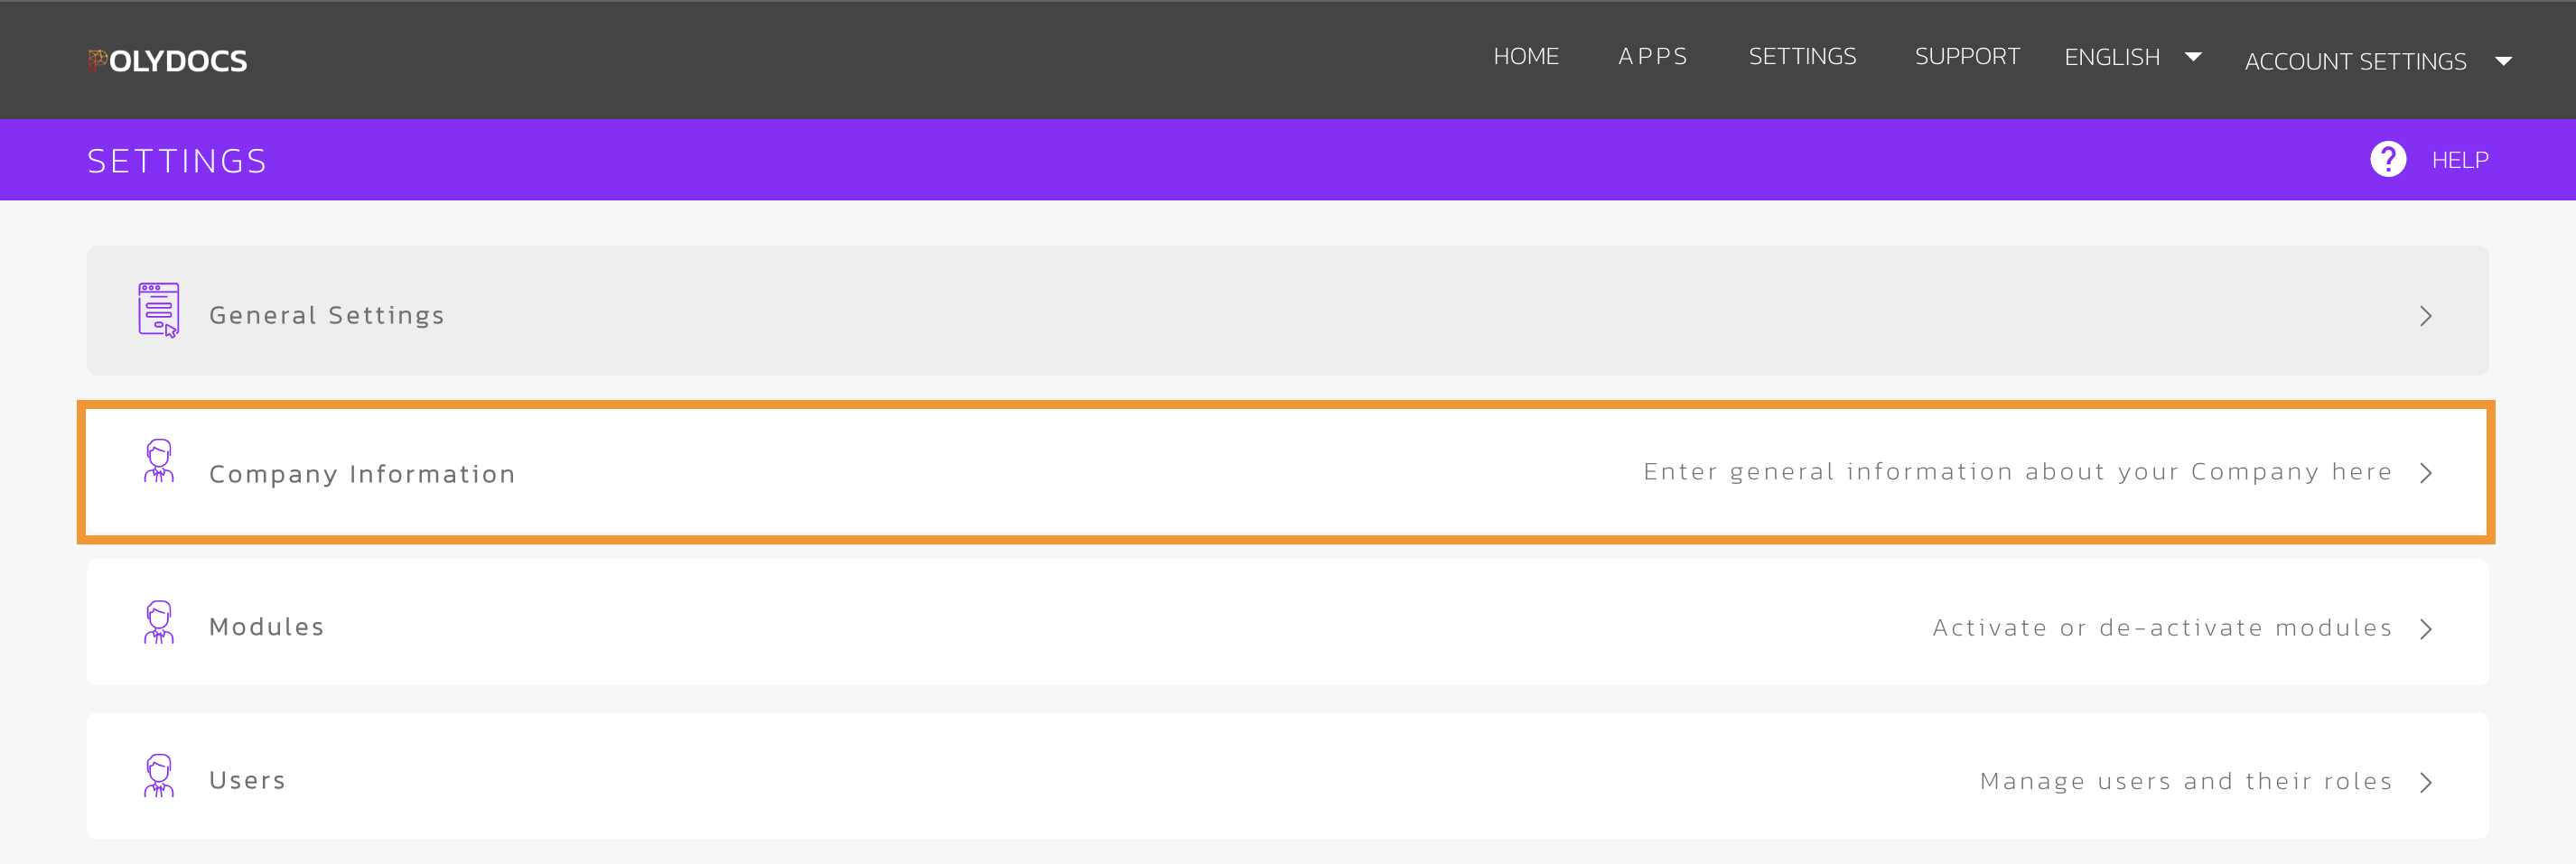 POLYDOCS HOME APPS SETTINGS SUPPORT ENGLISH ACCOUNT SETTINGS
SETTINGS ? HELP
General Settings
Company Information Enter general information about your Company here
Modules Activate or de-activate modules
Users Manage users and their roles